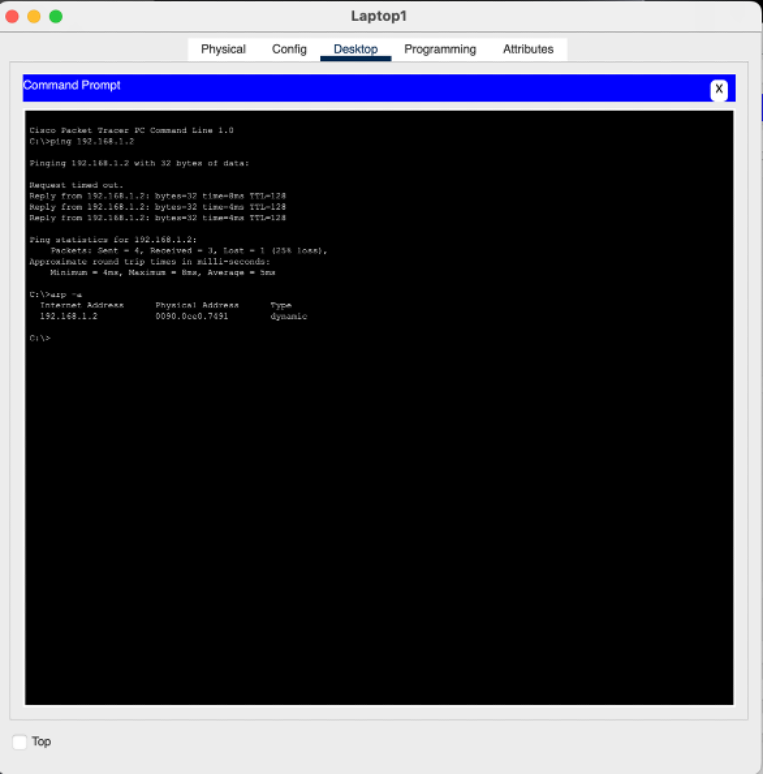 Laptop1
Physical Config Desktop Programming Attributes
Command Prompt
X
Cisco Packet Tracer PC Command Line 1.0
C:\>ping 192.168.1.2
Pinging 192.168.1.2 with 32 bytes of data:
Request timed out.
Reply from 192.168.1.2: bytes=32 time=8ms TTL=128
Reply from 192.168.1.2: bytes=32 time=4ms TTL=128
Reply from 192.168.1.2: bytes=32 time=4ms TTL=128
Ping statistics for 192.168.1.2:
Packets: Sent = 4, Received = 3, Lost = 1 (25% loss),
Approximate round trip times in milli-seconds:
Minimum = 4ms, Maximum = 8ms, Average = 5ms
C:\>arp -a
Internet Address Physical Address Type
192.168.1.2 dynamic
C:\>
Top